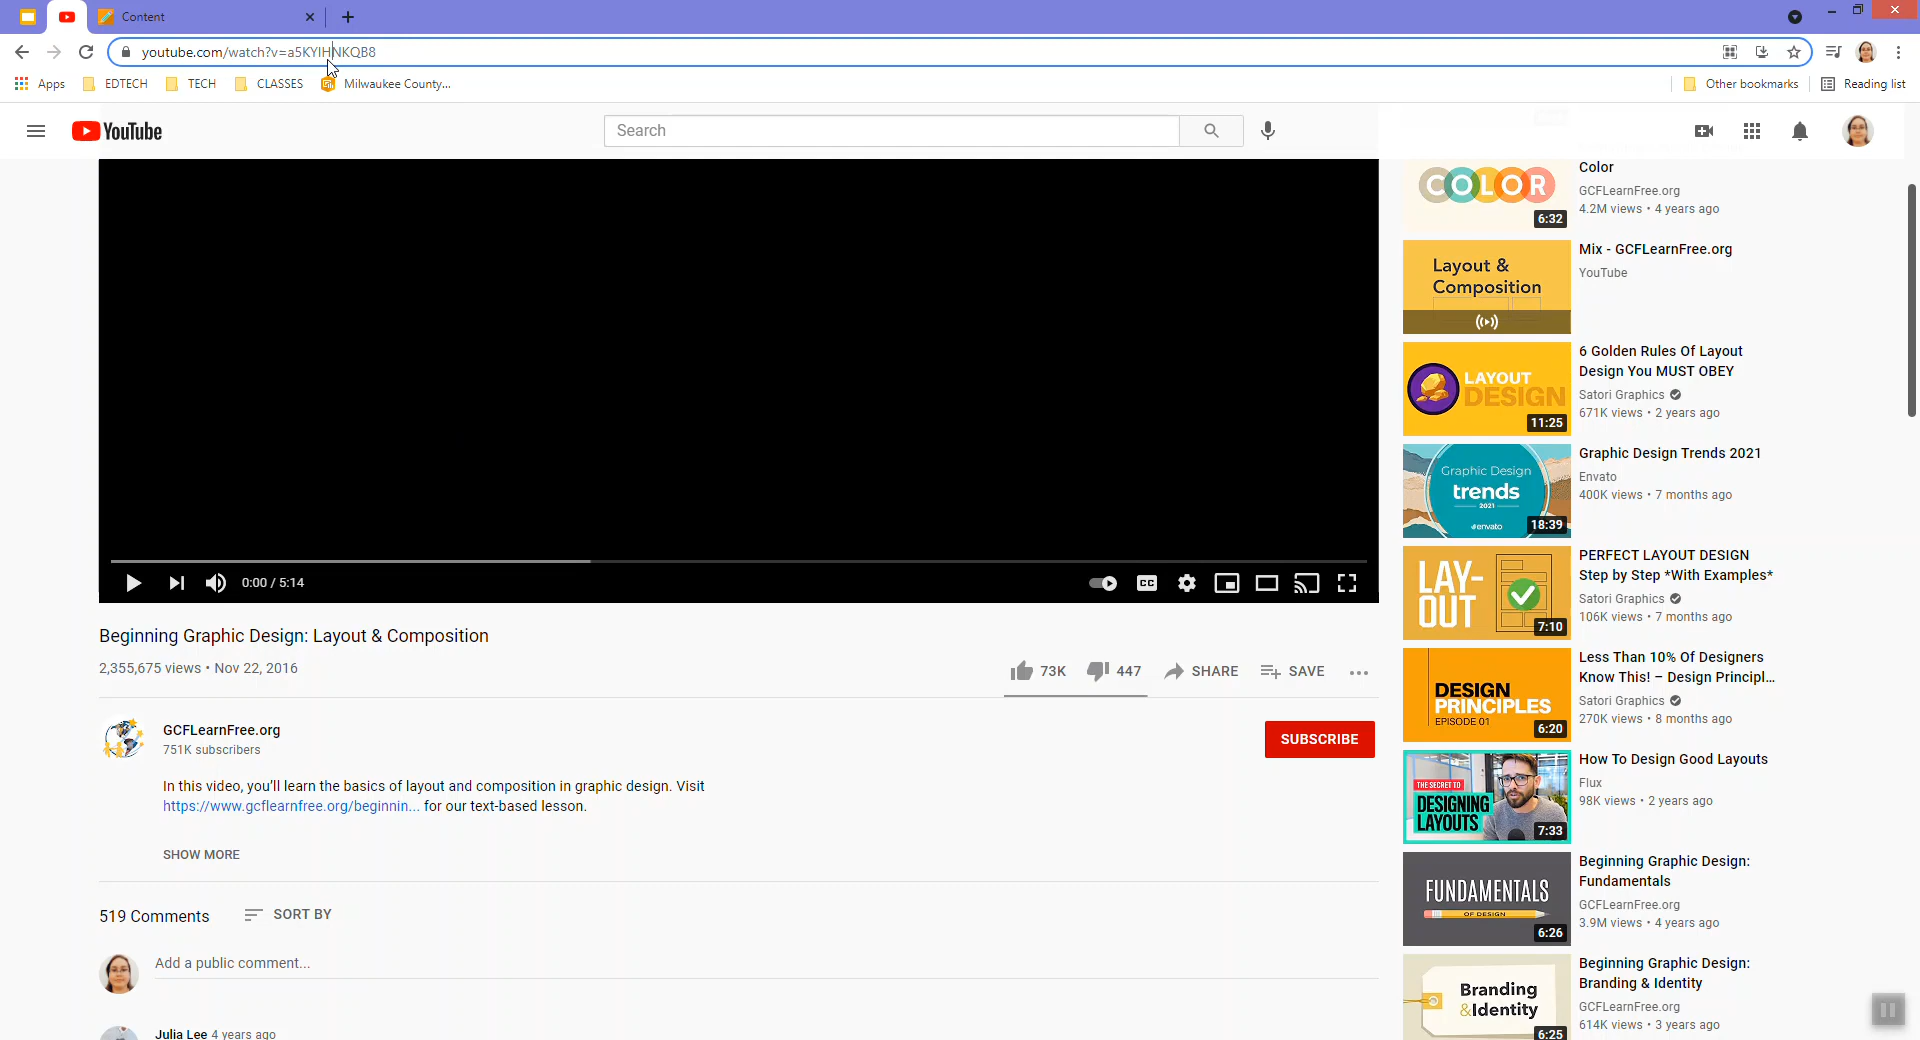 Content
youtube.com/watch?v=a5KYIHNKQB8
Apps
EDTECH
TECH
CLASSES
Milwaukee County...
Other bookmarks
Reading list
YouTube
Search
0:00 / 5:14
CC
Beginning Graphic Design: Layout & Composition
2,355,675 views • Nov 22, 2016
73K
447
SHARE
SAVE
GCFLearnFree.org
751K subscribers
SUBSCRIBE
In this video, you'll learn the basics of layout and composition in graphic design. Visit
https://www.gcflearnfree.org/beginnin... for our text-based lesson.
SHOW MORE
519 Comments
SORT BY
Add a public comment...
Julia Lee 4 years ago
COLOR
6:32
Color
GCFLearnFree.org
4.2M views • 4 years ago
Layout &
Composition
Mix - GCFLearnFree.org
YouTube
LAYOUT
DESIGN
11:25
6 Golden Rules Of Layout
Design You MUST OBEY
Satori Graphics
671K views • 2 years ago
Graphic Design
trends
2021
envato
18:39
Graphic Design Trends 2021
Envato
400K views • 7 months ago
LAY-
OUT
7:10
PERFECT LAYOUT DESIGN
Step by Step *With Examples*
Satori Graphics
106K views • 7 months ago
DESIGN
PRINCIPLES
EPISODE 01
6:20
Less Than 10% Of Designers
Know This! – Design Principl...
Satori Graphics
270K views • 8 months ago
THE SECRET TO
DESIGNING
LAYOUTS
7:33
How To Design Good Layouts
Flux
98K views • 2 years ago
FUNDAMENTALS
OF DESIGN
6:26
Beginning Graphic Design:
Fundamentals
GCFLearnFree.org
3.9M views • 4 years ago
Branding
&Identity
6:25
Beginning Graphic Design:
Branding & Identity
GCFLearnFree.org
614K views • 3 years ago